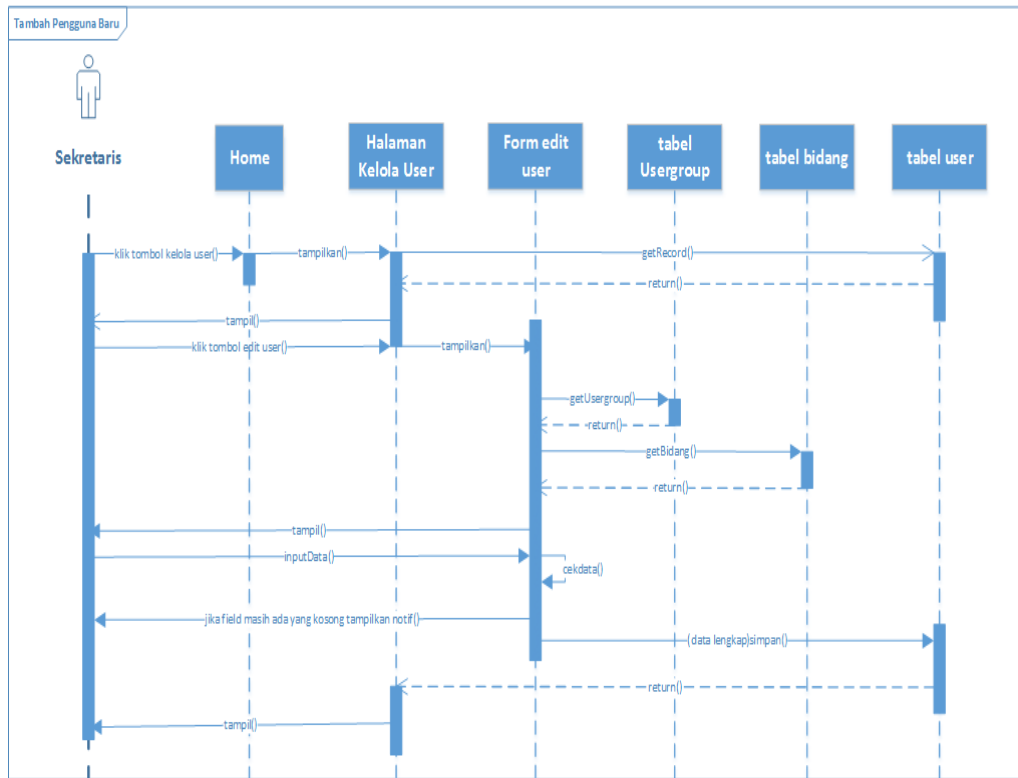 Tambah Pengguna Baru
Sekretaris
Home
Halaman
Kelola User
Form edit
user
tabel
Usergroup
tabel bidang
tabel user
klik tombol kelola user()
tampilkan()
getRecord()
return()
tampil()
klik tombol edit user()
tampilkan()
getUsergroup()
return()
getBidang()
return()
tampil()
inputData()
cekdata()
jika field masih ada yang kosong tampilkan notif()
(data lengkap)simpan()
return()
tampil()